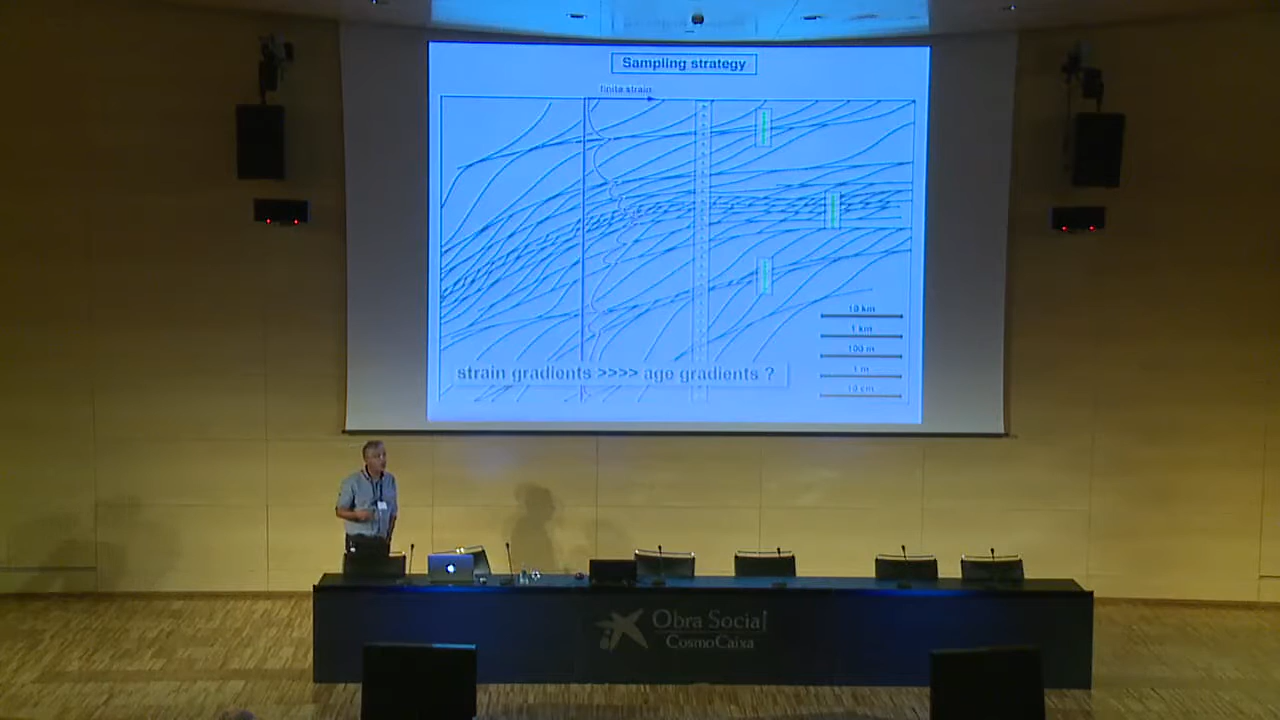 Sampling strategy
finite strain
10 km
1 km
100 m
1 m
10 cm
strain gradients >>>> age gradients ?
Obra Social
CosmoCaixa